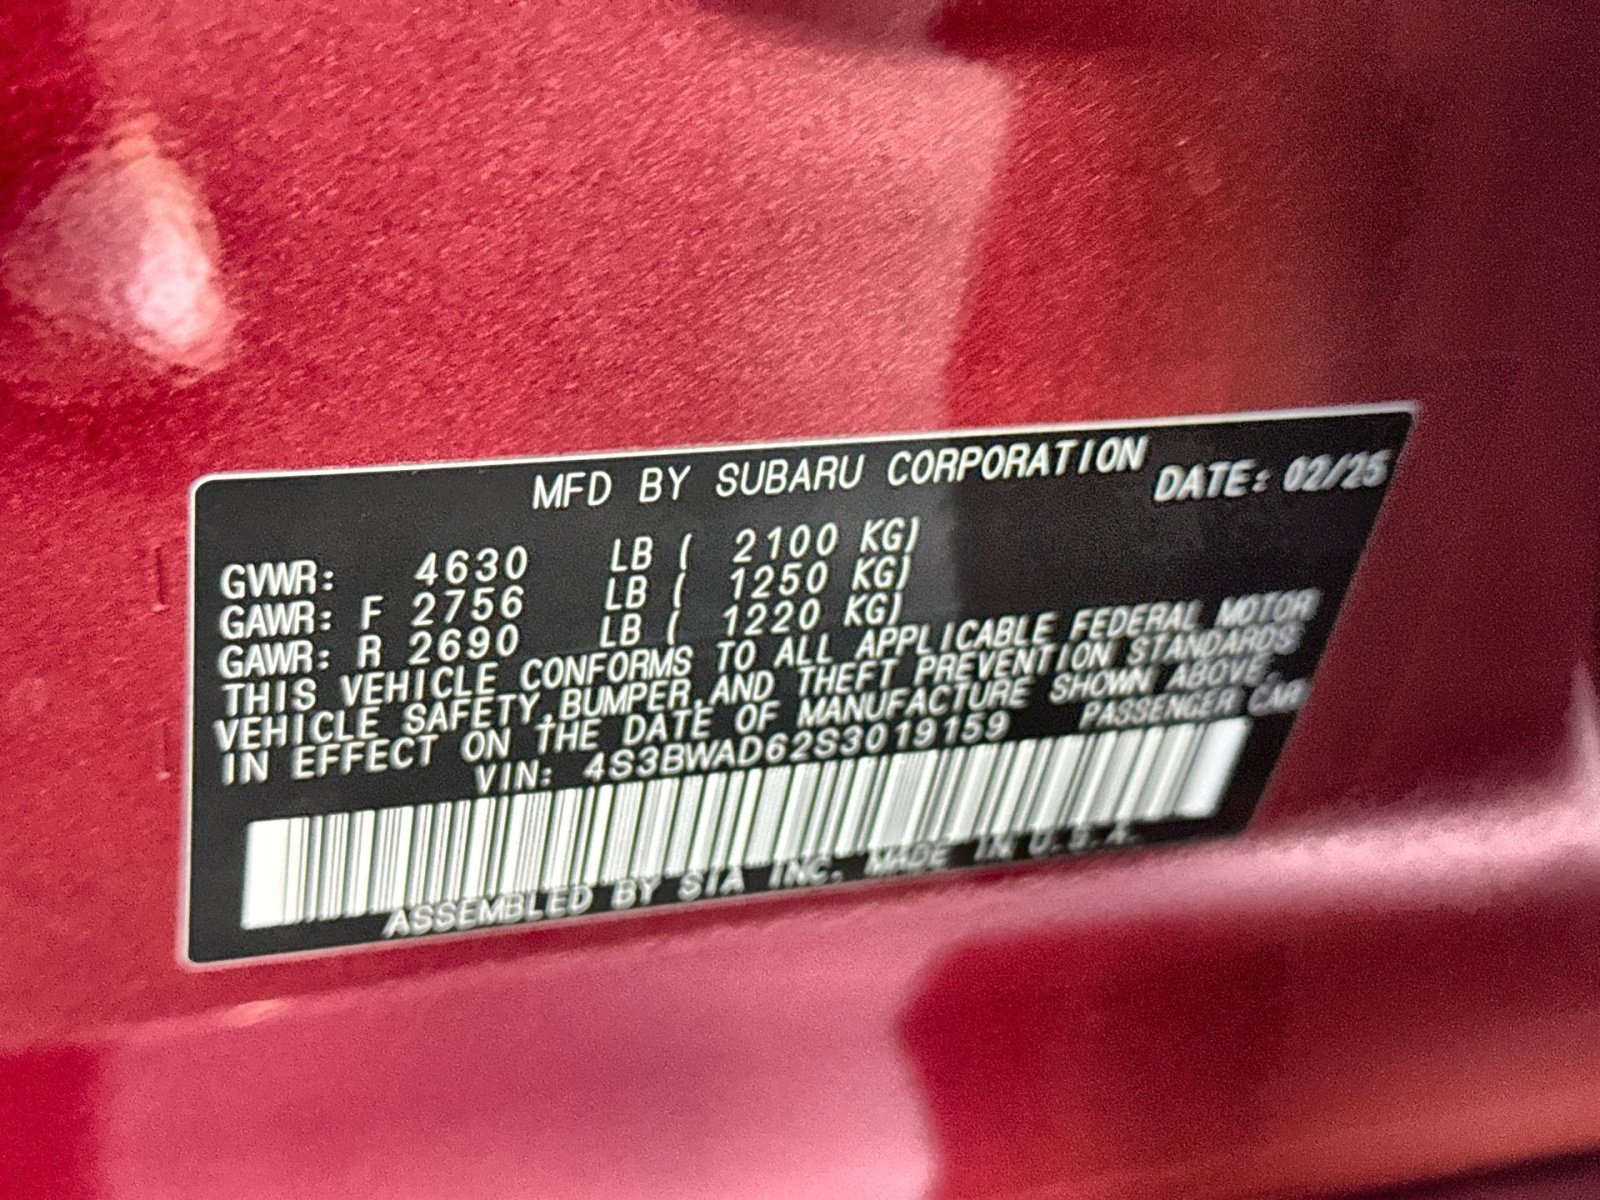 MFD BY SUBARU CORPORATION DATE: 02/25
GVWR: 4630 LB ( 2100 KG)
GAWR: F 2756 LB ( 1250 KG)
GAWR: R 2690 LB ( 1220 KG)
THIS VEHICLE CONFORMS TO ALL APPLICABLE FEDERAL MOTOR
VEHICLE SAFETY,BUMPER,AND THEFT PREVENTION STANDARDS
IN EFFECT ON THE DATE OF MANUFACTURE SHOWN ABOVE.
VIN: 4S3BWAD62S3019159 PASSENGER CAR
ASSEMBLED BY SIA INC. MADE IN U.S.A.